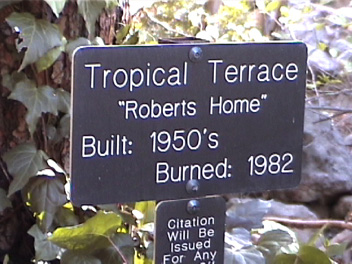 Tropical Terrace
"Roberts Home"
Built: 1950's
Burned: 1982
Citation
Will Be
Issued
For Any